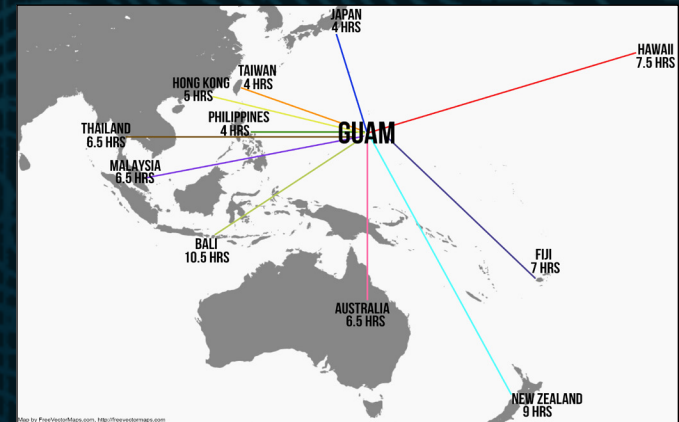 JAPAN
4 HRS
HAWAII
7.5 HRS
TAIWAN
4 HRS
HONG KONG
5 HRS
PHILIPPINES
4 HRS
GUAM
THAILAND
6.5 HRS
MALAYSIA
6.5 HRS
BALI
10.5 HRS
FIJI
7 HRS
AUSTRALIA
6.5 HRS
NEW ZEALAND
9 HRS
Map by FreeVectorMaps.com, http://freevectormaps.com